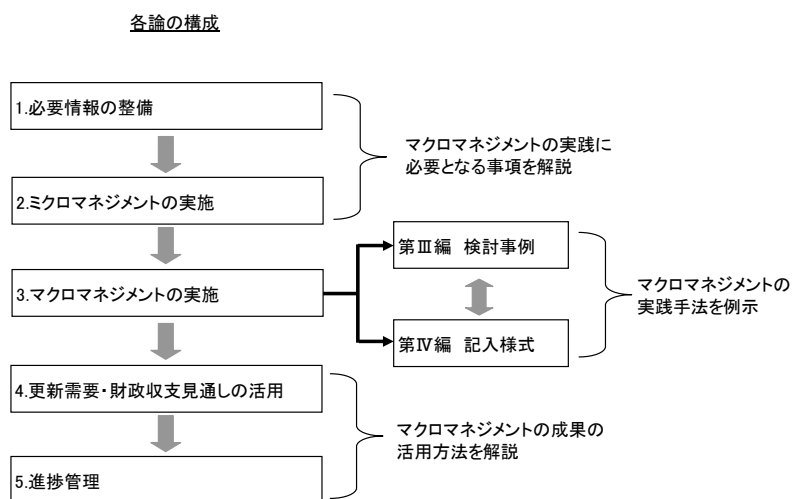 各論の構成
1.必要情報の整備
マクロマネジメントの実践に
必要となる事項を解説
2.ミクロマネジメントの実施
第Ⅲ編 検討事例
3.マクロマネジメントの実施
マクロマネジメントの
実践手法を例示
第Ⅳ編 記入様式
4.更新需要・財政収支見通しの活用
マクロマネジメントの成果の
活用方法を解説
5.進捗管理